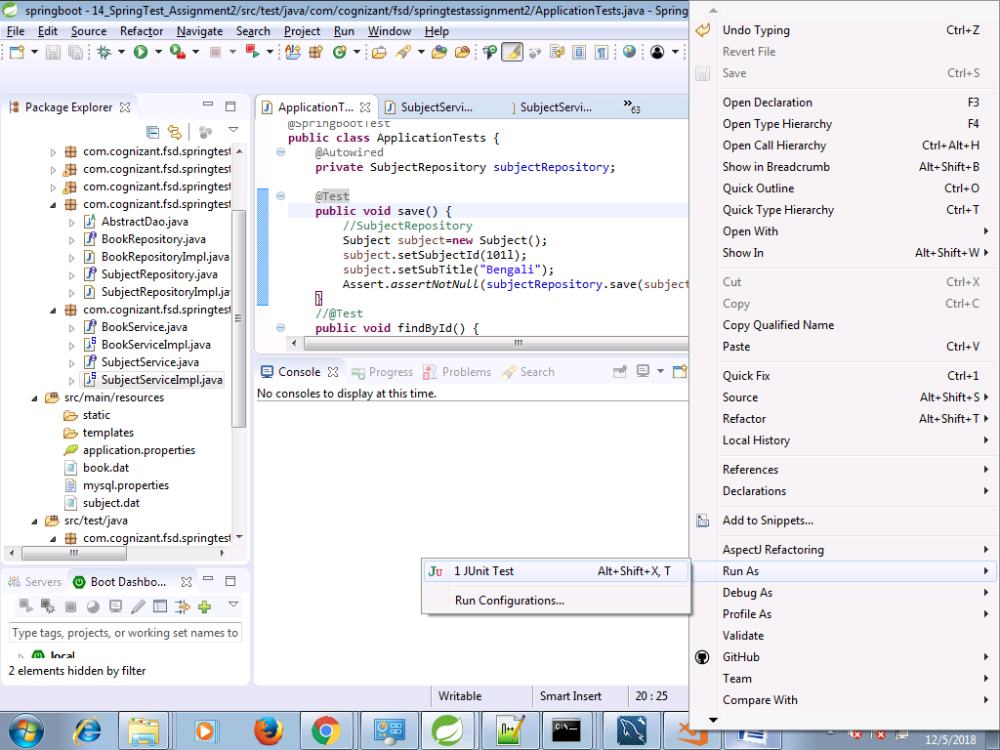 springboot - 14_SpringTest_Assignment2/src/test/java/com/cognizant/fsd/springtestassignment2/ApplicationTests.java - Spring
File Edit Source Refactor Navigate Search Project Run Window Help
Package Explorer
com.cognizant.fsd.springtest
com.cognizant.fsd.springtest
com.cognizant.fsd.springtest
com.cognizant.fsd.springtest
AbstractDao.java
BookRepository.java
BookRepositoryImpl.java
SubjectRepository.java
SubjectRepositoryImpl.ja
com.cognizant.fsd.springtest
BookService.java
BookServiceImpl.java
SubjectService.java
SubjectServiceImpl.java
src/main/resources
static
templates
application.properties
book.dat
mysql.properties
subject.dat
src/test/java
com.cognizant.fsd.springtest
Servers Boot Dashbo...
Type tags, projects, or working set names to
local
2 elements hidden by filter
ApplicationT... SubjectServi... SubjectServi... »63
@SpringBootTest
public class ApplicationTests {
@Autowired
private SubjectRepository subjectRepository;
@Test
public void save() {
//SubjectRepository
Subject subject=new Subject();
subject.setSubjectId(101l);
subject.setSubTitle("Bengali");
Assert.assertNotNull(subjectRepository.save(subject
}
//@Test
public void findById() {
Console Progress Problems Search
No consoles to display at this time.
1 JUnit Test Alt+Shift+X, T
Run Configurations...
Writable Smart Insert 20 : 25
Undo Typing Ctrl+Z
Revert File
Save Ctrl+S
Open Declaration F3
Open Type Hierarchy F4
Open Call Hierarchy Ctrl+Alt+H
Show in Breadcrumb Alt+Shift+B
Quick Outline Ctrl+O
Quick Type Hierarchy Ctrl+T
Open With
Show In Alt+Shift+W
Cut Ctrl+X
Copy Ctrl+C
Copy Qualified Name
Paste Ctrl+V
Quick Fix Ctrl+1
Source Alt+Shift+S
Refactor Alt+Shift+T
Local History
References
Declarations
Add to Snippets...
AspectJ Refactoring
Run As
Debug As
Profile As
Validate
GitHub
Team
Compare With
12/5/2018